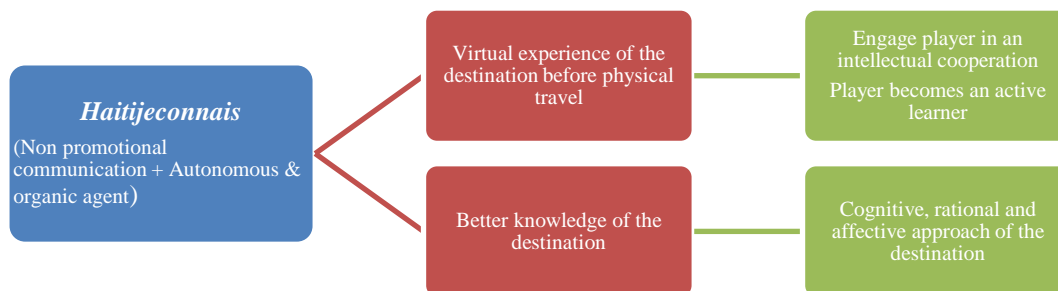 Haitijeconnais
(Non promotional
communication + Autonomous &
organic agent)
Virtual experience of the
destination before physical
travel
Engage player in an
intellectual cooperation
Player becomes an active
learner
Better knowledge of the
destination
Cognitive, rational and
affective approach of the
destination